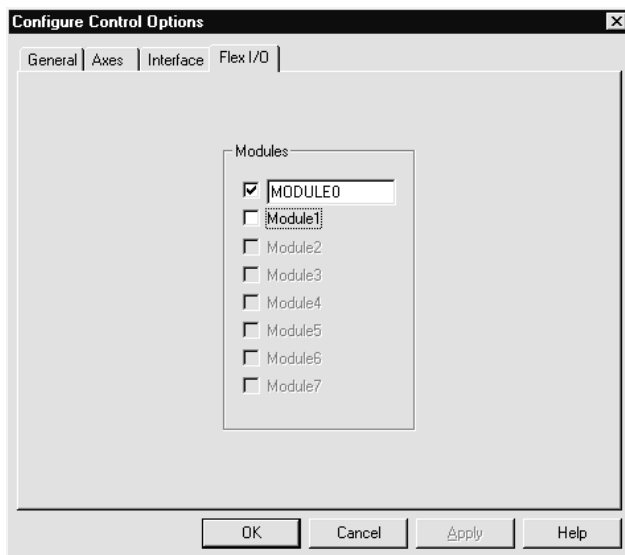 Configure Control Options
General Axes Interface Flex I/O
Modules
MODULE0
Module1
Module2
Module3
Module4
Module5
Module6
Module7
OK Cancel Apply Help